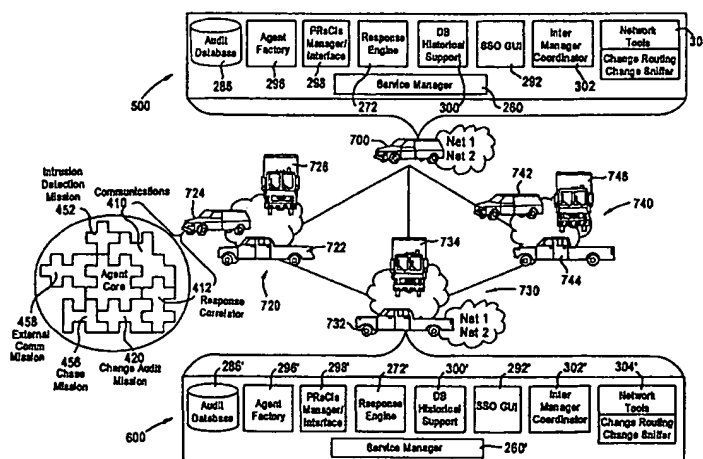 Audit
Database
286
Agent
Factory
296
PRsCIs
Manager/
Interface
298
Response
Engine
272
DB
Historical
Support
300
SSO GUI
292
Inter
Manager
Coordinator
302
Network
Tools
Change Routing
Change Sniffer
30
Service Manager
260
500
700
Net 1
Net 2
726
724
722
720
742
746
740
744
734
730
732
Net 1
Net 2
Intrusion
Detection
Mission
452
Communications
410
Agent
Core
412
Response
Correlator
458
External
Comm
Mission
456
Chase
Mission
420
Change Audit
Mission
286'
Audit
Database
296'
Agent
Factory
298'
PRsCIs
Manager/
Interface
272'
Response
Engine
300'
DB
Historical
Support
292'
SSO GUI
302'
Inter
Manager
Coordinator
304'
Network
Tools
Change Routing
Change Sniffer
Service Manager
260'
600